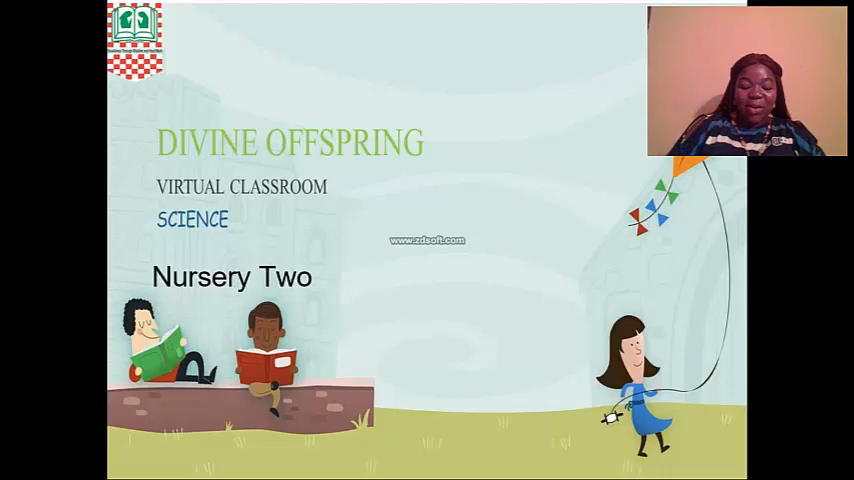 DIVINE OFFSPRING
VIRTUAL CLASSROOM
SCIENCE
www.zdsoft.com
Nursery Two